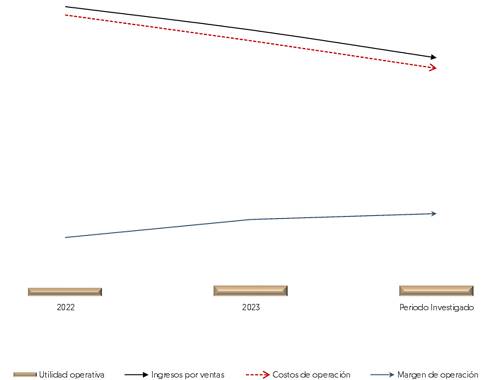 2022 2023 Periodo Investigado
Utilidad operativa Ingresos por ventas Costos de operación Margen de operación